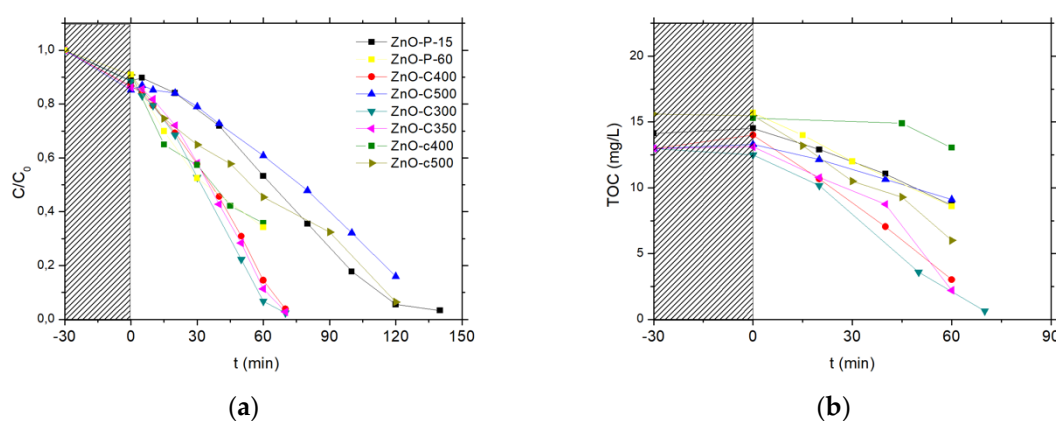 C/C0
1,0
0,8
0,6
0,4
0,2
0,0
-30 0 30 60 90 120 150
t (min)
ZnO-P-15
ZnO-P-60
ZnO-C400
ZnO-C500
ZnO-C300
ZnO-C350
ZnO-c400
ZnO-c500
(a)
TOC (mg/L)
20
15
10
5
0
-30 0 30 60 90
t (min)
(b)